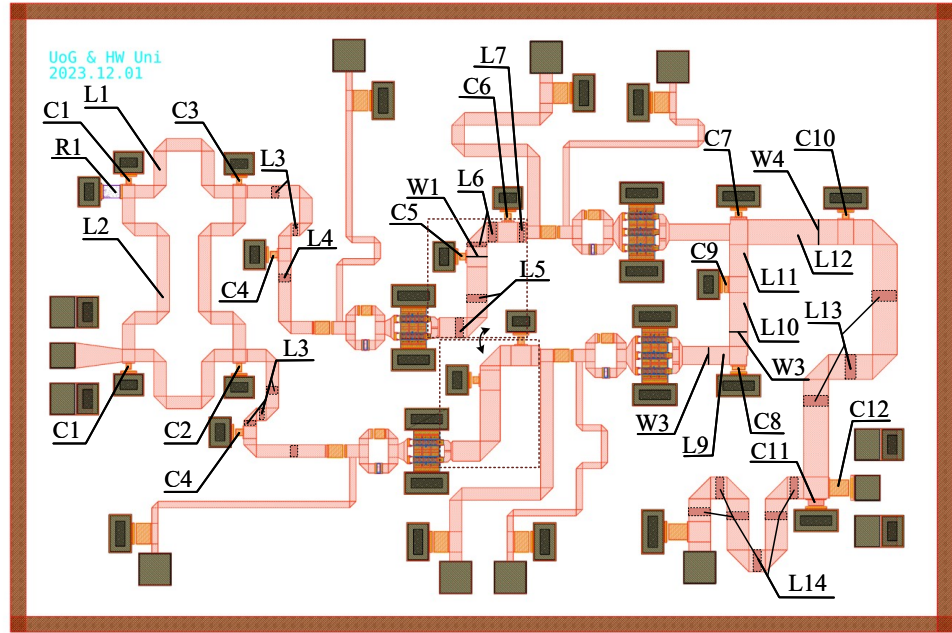 UoG & HW Uni
2023.12.01
L1
C1
R1
C3
L3
L2
L4
C4
L3
C1
C2
C4
L7
C6
W1
L6
C5
L5
C7
W4
C10
C9
L11
L12
L10
L13
W3
W3
L9
C8
C12
C11
L14